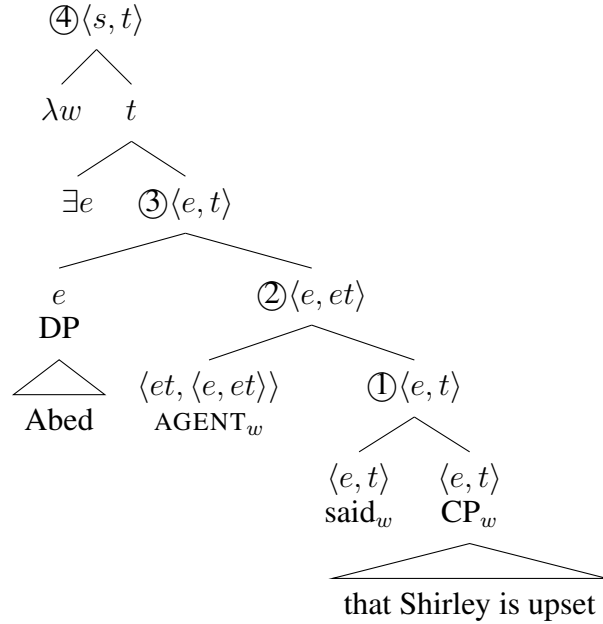 ④⟨s, t⟩
λw t
∃e ③⟨e, t⟩
e ②⟨e, et⟩
DP
Abed ⟨et, ⟨e, et⟩⟩ ①⟨e, t⟩
AGENT_w
⟨e, t⟩ ⟨e, t⟩
said_w CP_w
that Shirley is upset